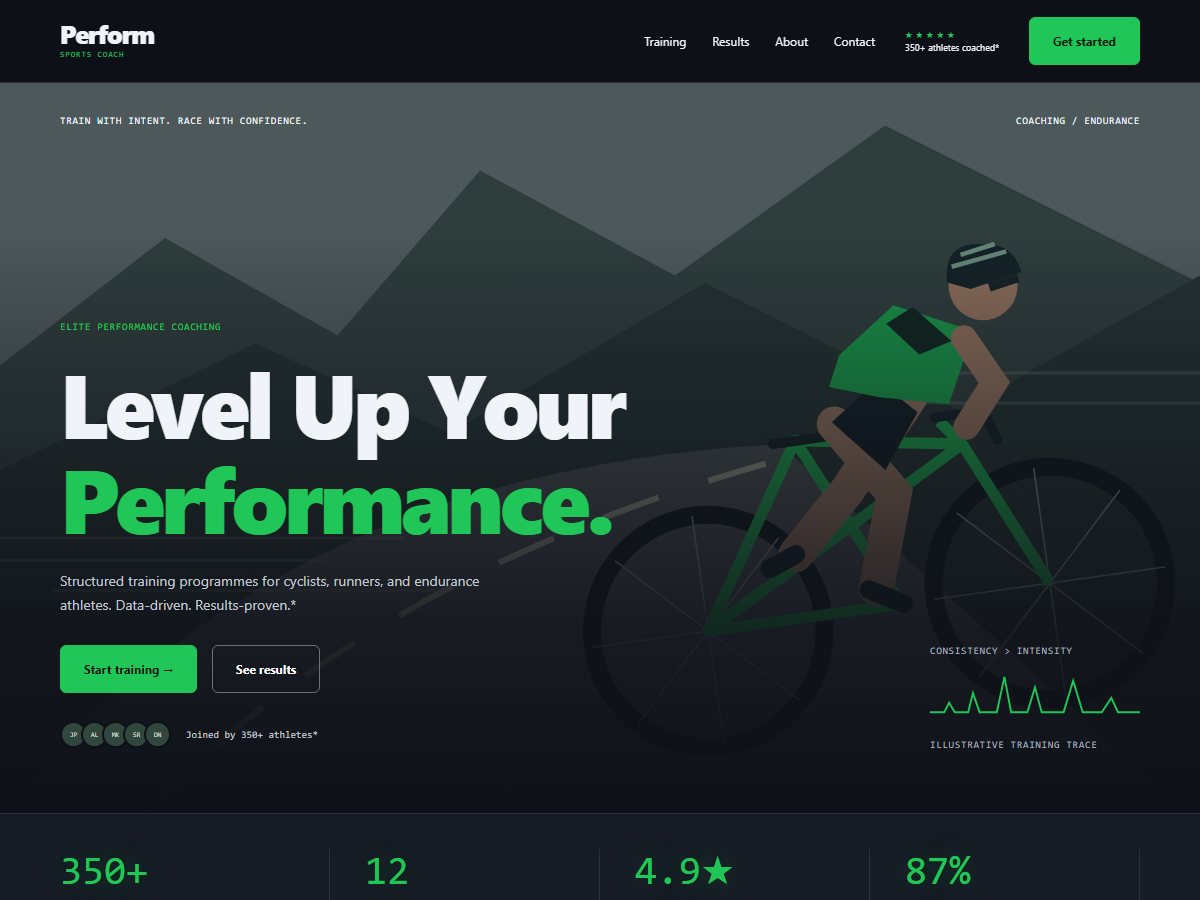 Perform
SPORTS COACH
Training
Results
About
Contact
★★★★★
350+ athletes coached*
Get started
TRAIN WITH INTENT. RACE WITH CONFIDENCE.
COACHING / ENDURANCE
ELITE PERFORMANCE COACHING
Level Up Your
Performance.
Structured training programmes for cyclists, runners, and endurance
athletes. Data-driven. Results-proven.*
Start training →
See results
JP
AL
MK
SR
DN
Joined by 350+ athletes*
CONSISTENCY > INTENSITY
ILLUSTRATIVE TRAINING TRACE
350+
12
4.9★
87%